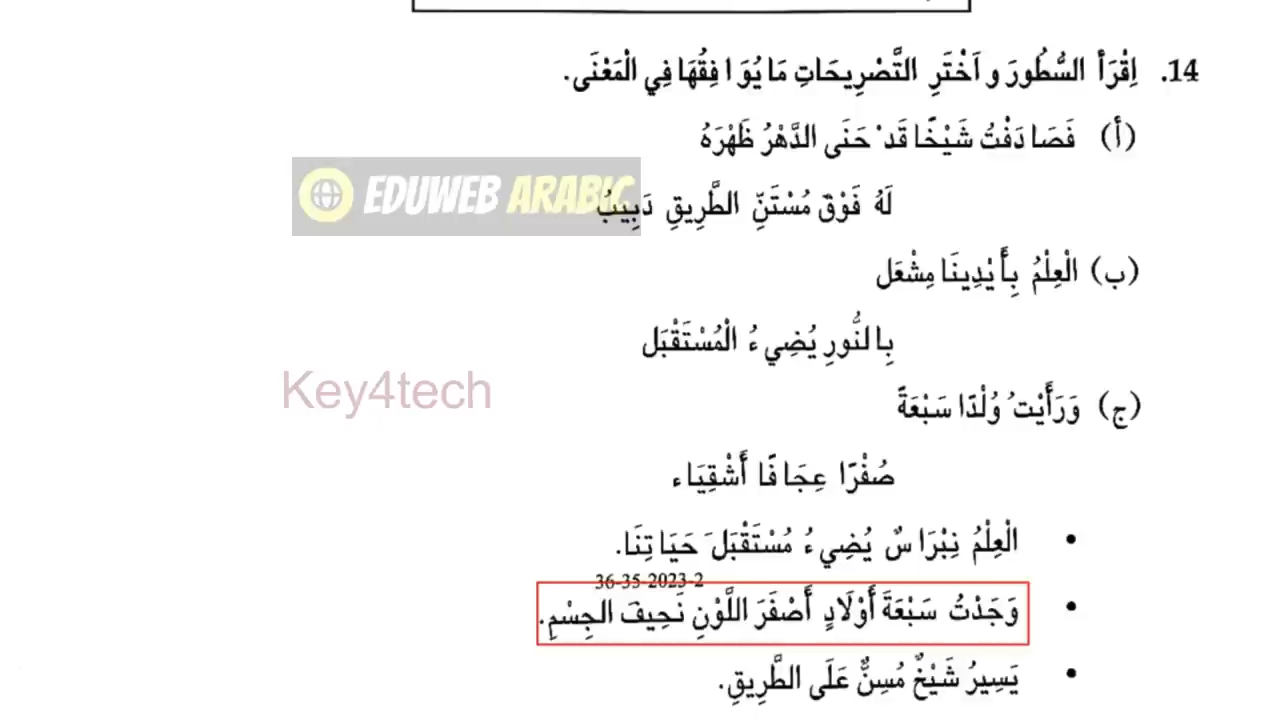 14. اِقْرَأْ السُّطُورَ وَ اَخْتَرِ التَّصْرِيحَاتِ مَا يُوَافِقُهَا فِي الْمَعْنَى.
(أ) فَصَادَفْتُ شَيْخًا قَدْ حَنَى الدَّهْرُ ظَهْرَهُ
EDUWEB ARABIC
لَهُ فَوْقَ مُسْتَنِّ الطَّرِيقِ دَبِيبُ
(ب) الْعِلْمُ بِأَيْدِينَا مِشْعَل
بِالنُّورِ يُضِيءُ الْمُسْتَقْبَل
Key4tech
(ج) وَرَأَيْتُ وُلْدًا سَبْعَةً
صُفْرًا عِجَافًا أَشْقِيَاء
• الْعِلْمُ نِبْرَاسٌ يُضِيءُ مُسْتَقْبَلَ حَيَاتِنَا.
36-35-2023-2
• وَجَدْتُ سَبْعَةَ أَوْلَادٍ أَصْفَرَ اللَّوْنِ نَحِيفَ الجِسْمِ.
• يَسِيرُ شَيْخٌ مُسِنٌّ عَلَى الطَّرِيقِ.